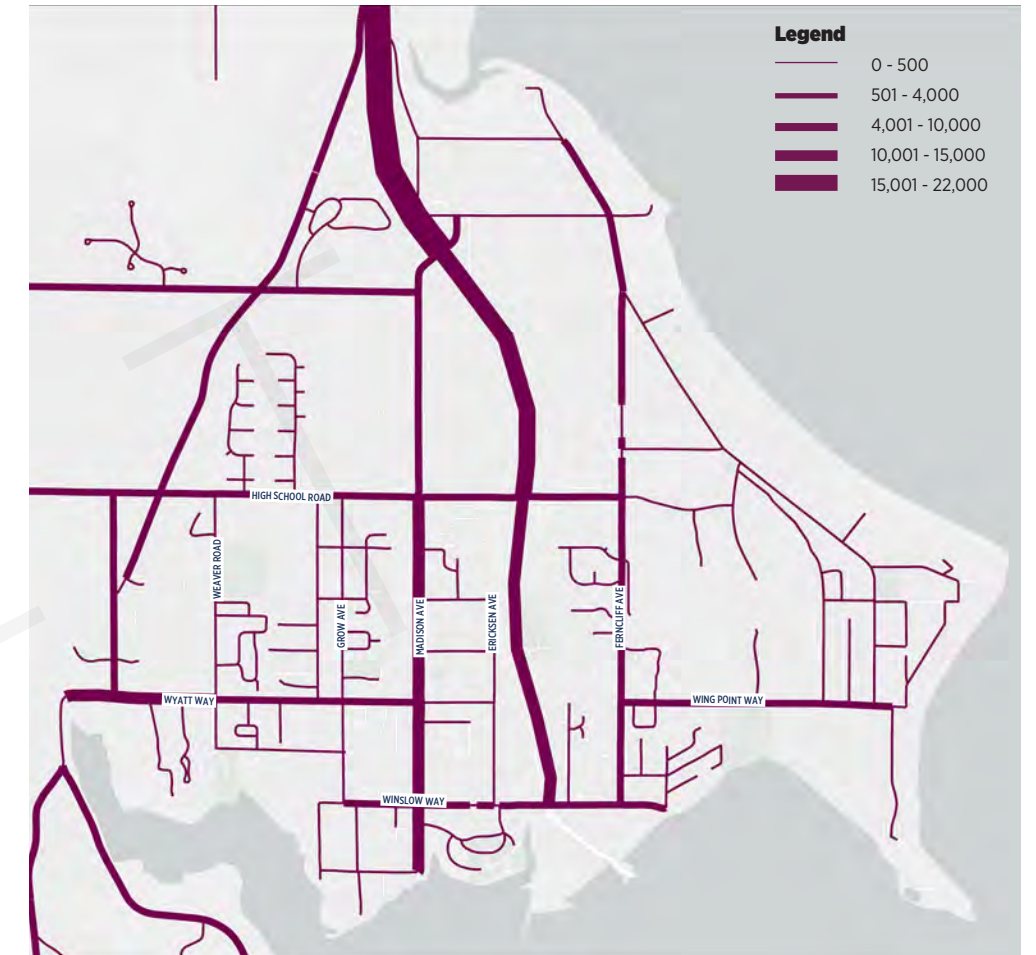 Legend
0 - 500
501 - 4,000
4,001 - 10,000
10,001 - 15,000
15,001 - 22,000
HIGH SCHOOL ROAD
WEAVER ROAD
GROW AVE
MADISON AVE
ERICKSEN AVE
FERNCLIFF AVE
WYATT WAY
WING POINT WAY
WINSLOW WAY